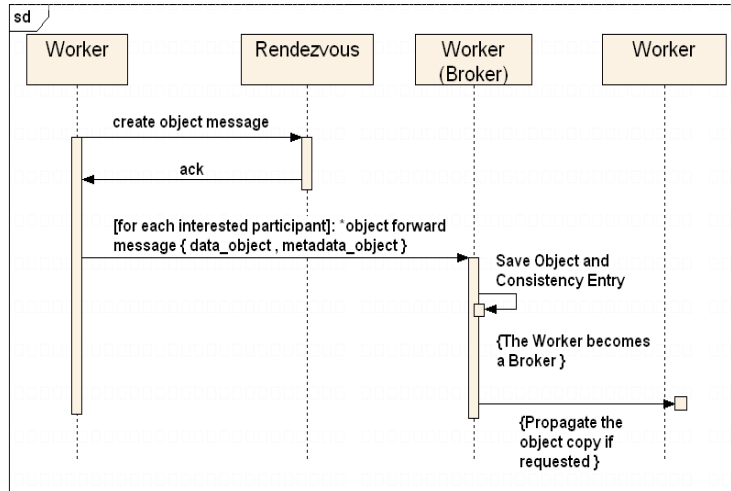 sd
Worker
Rendezvous
Worker
(Broker)
Worker
create object message
ack
[for each interested participant]: *object forward
message { data_object , metadata_object }
Save Object and
Consistency Entry
{The Worker becomes
a Broker }
{Propagate the
object copy if
requested }